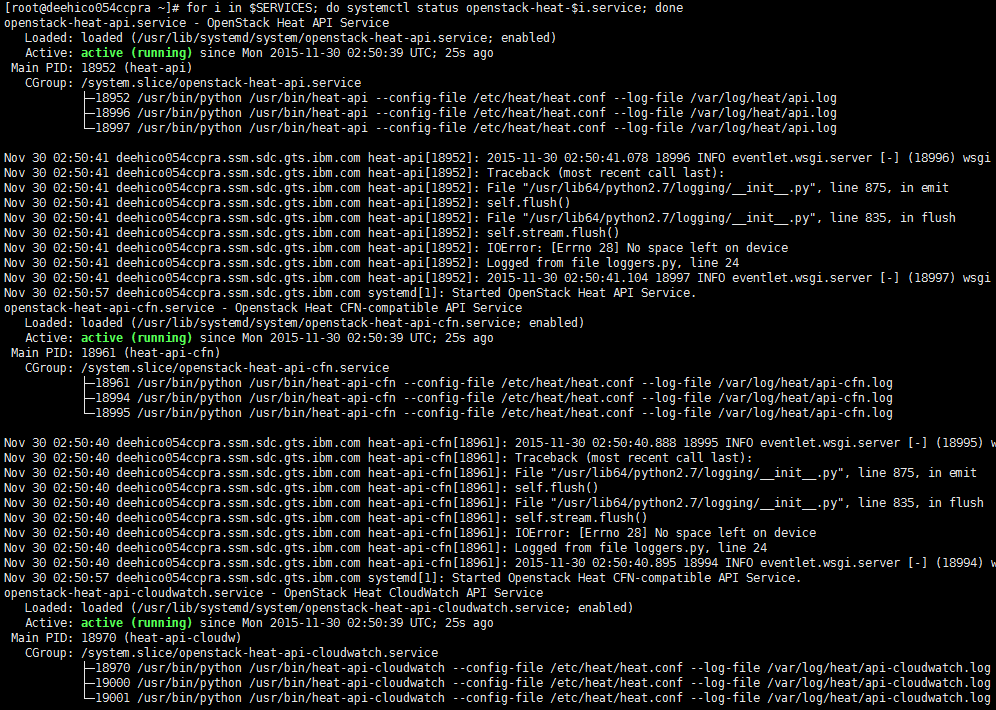 [root@deehico054ccpra ~]# for i in $SERVICES; do systemctl status openstack-heat-$i.service; done
openstack-heat-api.service - OpenStack Heat API Service
   Loaded: loaded (/usr/lib/systemd/system/openstack-heat-api.service; enabled)
   Active: active (running) since Mon 2015-11-30 02:50:39 UTC; 25s ago
 Main PID: 18952 (heat-api)
   CGroup: /system.slice/openstack-heat-api.service
           ├─18952 /usr/bin/python /usr/bin/heat-api --config-file /etc/heat/heat.conf --log-file /var/log/heat/api.log
           ├─18996 /usr/bin/python /usr/bin/heat-api --config-file /etc/heat/heat.conf --log-file /var/log/heat/api.log
           └─18997 /usr/bin/python /usr/bin/heat-api --config-file /etc/heat/heat.conf --log-file /var/log/heat/api.log

Nov 30 02:50:41 deehico054ccpra.ssm.sdc.gts.ibm.com heat-api[18952]: 2015-11-30 02:50:41.078 18996 INFO eventlet.wsgi.server [-] (18996) wsgi
Nov 30 02:50:41 deehico054ccpra.ssm.sdc.gts.ibm.com heat-api[18952]: Traceback (most recent call last):
Nov 30 02:50:41 deehico054ccpra.ssm.sdc.gts.ibm.com heat-api[18952]: File "/usr/lib64/python2.7/logging/__init__.py", line 875, in emit
Nov 30 02:50:41 deehico054ccpra.ssm.sdc.gts.ibm.com heat-api[18952]: self.flush()
Nov 30 02:50:41 deehico054ccpra.ssm.sdc.gts.ibm.com heat-api[18952]: File "/usr/lib64/python2.7/logging/__init__.py", line 835, in flush
Nov 30 02:50:41 deehico054ccpra.ssm.sdc.gts.ibm.com heat-api[18952]: self.stream.flush()
Nov 30 02:50:41 deehico054ccpra.ssm.sdc.gts.ibm.com heat-api[18952]: IOError: [Errno 28] No space left on device
Nov 30 02:50:41 deehico054ccpra.ssm.sdc.gts.ibm.com heat-api[18952]: Logged from file loggers.py, line 24
Nov 30 02:50:41 deehico054ccpra.ssm.sdc.gts.ibm.com heat-api[18952]: 2015-11-30 02:50:41.104 18997 INFO eventlet.wsgi.server [-] (18997) wsgi
Nov 30 02:50:57 deehico054ccpra.ssm.sdc.gts.ibm.com systemd[1]: Started OpenStack Heat API Service.
openstack-heat-api-cfn.service - Openstack Heat CFN-compatible API Service
   Loaded: loaded (/usr/lib/systemd/system/openstack-heat-api-cfn.service; enabled)
   Active: active (running) since Mon 2015-11-30 02:50:39 UTC; 25s ago
 Main PID: 18961 (heat-api-cfn)
   CGroup: /system.slice/openstack-heat-api-cfn.service
           ├─18961 /usr/bin/python /usr/bin/heat-api-cfn --config-file /etc/heat/heat.conf --log-file /var/log/heat/api-cfn.log
           ├─18994 /usr/bin/python /usr/bin/heat-api-cfn --config-file /etc/heat/heat.conf --log-file /var/log/heat/api-cfn.log
           └─18995 /usr/bin/python /usr/bin/heat-api-cfn --config-file /etc/heat/heat.conf --log-file /var/log/heat/api-cfn.log

Nov 30 02:50:40 deehico054ccpra.ssm.sdc.gts.ibm.com heat-api-cfn[18961]: 2015-11-30 02:50:40.888 18995 INFO eventlet.wsgi.server [-] (18995) w
Nov 30 02:50:40 deehico054ccpra.ssm.sdc.gts.ibm.com heat-api-cfn[18961]: Traceback (most recent call last):
Nov 30 02:50:40 deehico054ccpra.ssm.sdc.gts.ibm.com heat-api-cfn[18961]: File "/usr/lib64/python2.7/logging/__init__.py", line 875, in emit
Nov 30 02:50:40 deehico054ccpra.ssm.sdc.gts.ibm.com heat-api-cfn[18961]: self.flush()
Nov 30 02:50:40 deehico054ccpra.ssm.sdc.gts.ibm.com heat-api-cfn[18961]: File "/usr/lib64/python2.7/logging/__init__.py", line 835, in flush
Nov 30 02:50:40 deehico054ccpra.ssm.sdc.gts.ibm.com heat-api-cfn[18961]: self.stream.flush()
Nov 30 02:50:40 deehico054ccpra.ssm.sdc.gts.ibm.com heat-api-cfn[18961]: IOError: [Errno 28] No space left on device
Nov 30 02:50:40 deehico054ccpra.ssm.sdc.gts.ibm.com heat-api-cfn[18961]: Logged from file loggers.py, line 24
Nov 30 02:50:40 deehico054ccpra.ssm.sdc.gts.ibm.com heat-api-cfn[18961]: 2015-11-30 02:50:40.895 18994 INFO eventlet.wsgi.server [-] (18994) w
Nov 30 02:50:57 deehico054ccpra.ssm.sdc.gts.ibm.com systemd[1]: Started Openstack Heat CFN-compatible API Service.
openstack-heat-api-cloudwatch.service - OpenStack Heat CloudWatch API Service
   Loaded: loaded (/usr/lib/systemd/system/openstack-heat-api-cloudwatch.service; enabled)
   Active: active (running) since Mon 2015-11-30 02:50:39 UTC; 25s ago
 Main PID: 18970 (heat-api-cloudw)
   CGroup: /system.slice/openstack-heat-api-cloudwatch.service
           ├─18970 /usr/bin/python /usr/bin/heat-api-cloudwatch --config-file /etc/heat/heat.conf --log-file /var/log/heat/api-cloudwatch.log
           ├─19000 /usr/bin/python /usr/bin/heat-api-cloudwatch --config-file /etc/heat/heat.conf --log-file /var/log/heat/api-cloudwatch.log
           └─19001 /usr/bin/python /usr/bin/heat-api-cloudwatch --config-file /etc/heat/heat.conf --log-file /var/log/heat/api-cloudwatch.log